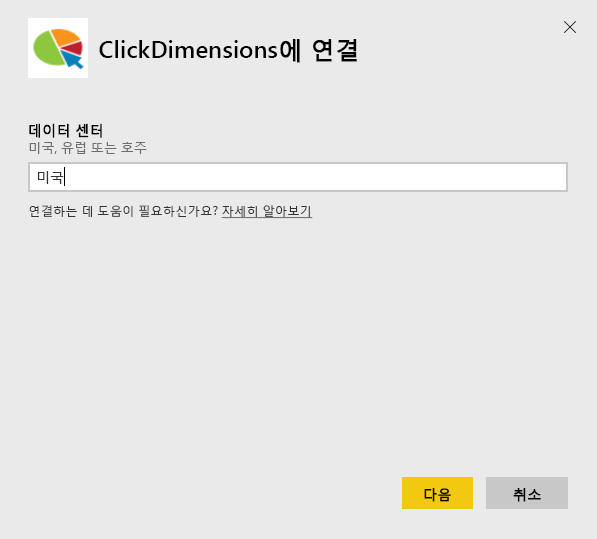 ClickDimensions에 연결
데이터 센터
미국, 유럽 또는 호주
미국
연결하는 데 도움이 필요하신가요? 자세히 알아보기
다음 취소